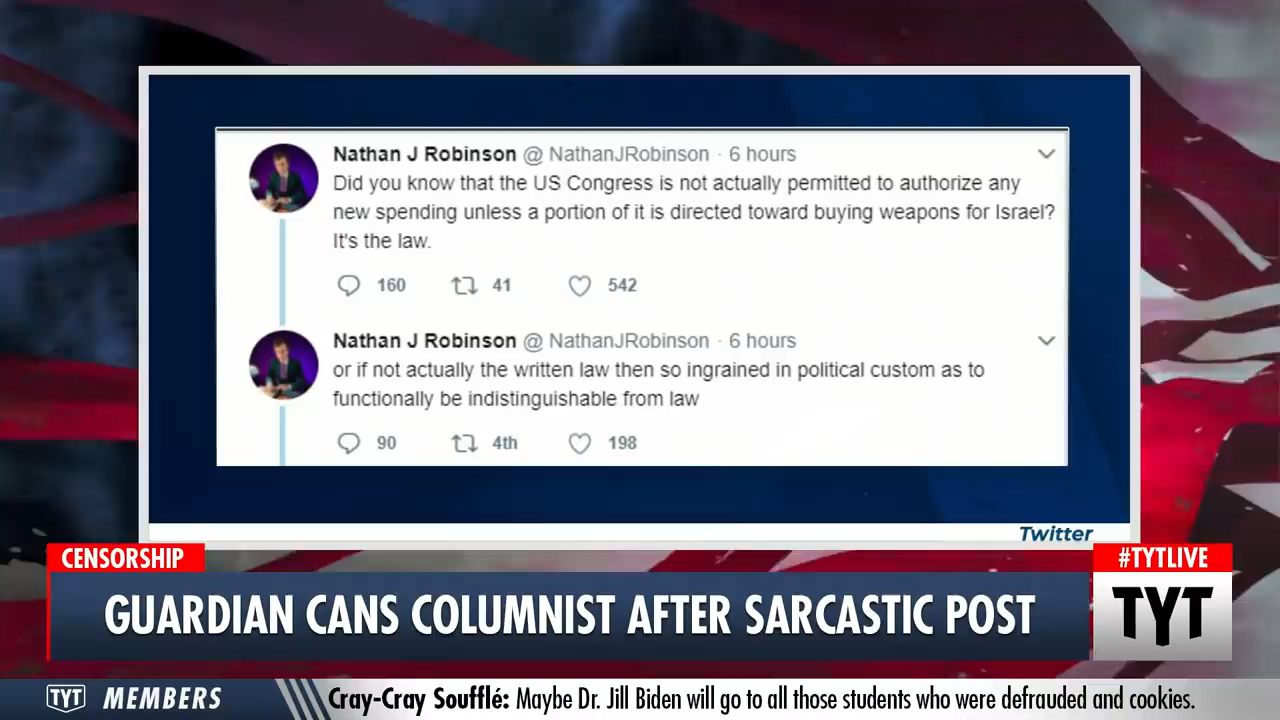 Nathan J Robinson @ NathanJRobinson · 6 hours
Did you know that the US Congress is not actually permitted to authorize any
new spending unless a portion of it is directed toward buying weapons for Israel?
It's the law.
160 41 542
Nathan J Robinson @ NathanJRobinson · 6 hours
or if not actually the written law then so ingrained in political custom as to
functionally be indistinguishable from law
90 4th 198
Twitter
CENSORSHIP
#TYTLIVE
GUARDIAN CANS COLUMNIST AFTER SARCASTIC POST
TYT
TYT MEMBERS
Cray-Cray Soufflé: Maybe Dr. Jill Biden will go to all those students who were defrauded and cookies.